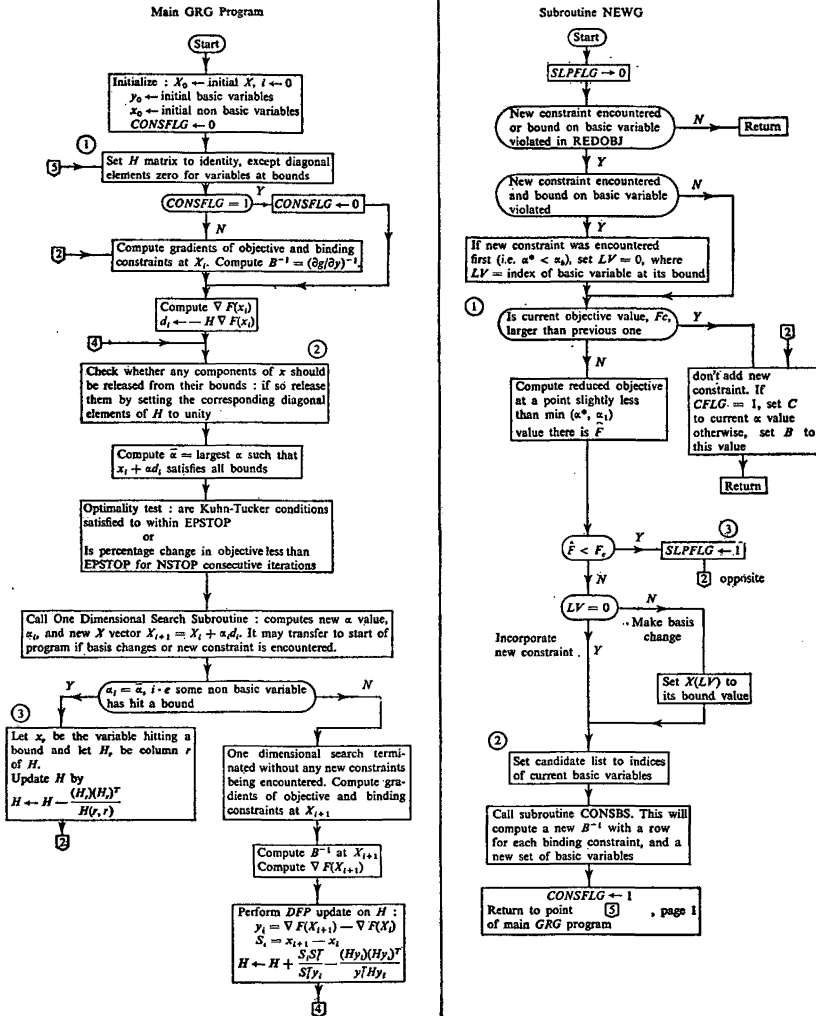 Main GRG Program
Start
Initialize : X₀ ← initial X, i ← 0
y₀ ← initial basic variables
x₀ ← initial non basic variables
CONSFLG ← 0
1
5
Set H matrix to identity, except diagonal
elements zero for variables at bounds
CONSFLG = 1
Y
CONSFLG ← 0
N
2
Compute gradients of objective and binding
constraints at Xᵢ. Compute B⁻¹ = (∂g/∂y)⁻¹.
Compute ∇ F(xᵢ)
dᵢ ← — H ∇ F(xᵢ)
4
2
Check whether any components of x should
be released from their bounds : if so release
them by setting the corresponding diagonal
elements of H to unity
Compute ᾱ = largest α such that
xᵢ + αdᵢ satisfies all bounds
Optimality test : are Kuhn-Tucker conditions
satisfied to within EPSTOP
or
Is percentage change in objective less than
EPSTOP for NSTOP consecutive iterations
Call One Dimensional Search Subroutine : computes new α value,
αᵢ, and new X vector Xᵢ₊₁ = Xᵢ + αᵢdᵢ. It may transfer to start of
program if basis changes or new constraint is encountered.
Y
αᵢ = ᾱ, i · e some non basic variable
has hit a bound
N
3
Let xᵣ be the variable hitting a
bound and let Hᵣ be column r
of H.
Update H by
H ← H — (Hᵣ)(Hᵣ)ᵀ / H(r, r)
2
One dimensional search termi-
nated without any new constraints
being encountered. Compute gra-
dients of objective and binding
constraints at Xᵢ₊₁
Compute B⁻¹ at Xᵢ₊₁
Compute ∇ F(Xᵢ₊₁)
Perform DFP update on H :
yᵢ = ∇ F(Xᵢ₊₁) — ∇ F(Xᵢ)
Sᵢ = xᵢ₊₁ — xᵢ
H ← H + SᵢSᵢᵀ / Sᵢᵀyᵢ — (Hyᵢ)(Hyᵢ)ᵀ / yᵢᵀHyᵢ
4
Subroutine NEWG
Start
SLPFLG → 0
New constraint encountered
or bound on basic variable
violated in REDOBJ
N
Return
Y
New constraint encountered
and bound on basic variable
violated
N
Y
If new constraint was encountered
first (i.e. α* < α_b), set LV = 0, where
LV = index of basic variable at its bound
1
Is current objective value, Fc,
larger than previous one
Y
2
N
don't add new
constraint. If
CFLG = 1, set C
to current α value
otherwise, set B to
this value
Return
Compute reduced objective
at a point slightly less
than min (α*, α₁)
value there is F̂
F̂ < F_c
Y
3
SLPFLG ← 1
2 opposite
N
LV = 0
N
Make basis
change
Incorporate
new constraint
Y
Set X(LV) to
its bound value
2
Set candidate list to indices
of current basic variables
Call subroutine CONSBS. This will
compute a new B⁻¹ with a row
for each binding constraint, and a
new set of basic variables
CONSFLG ← 1
Return to point 5 , page 1
of main GRG program